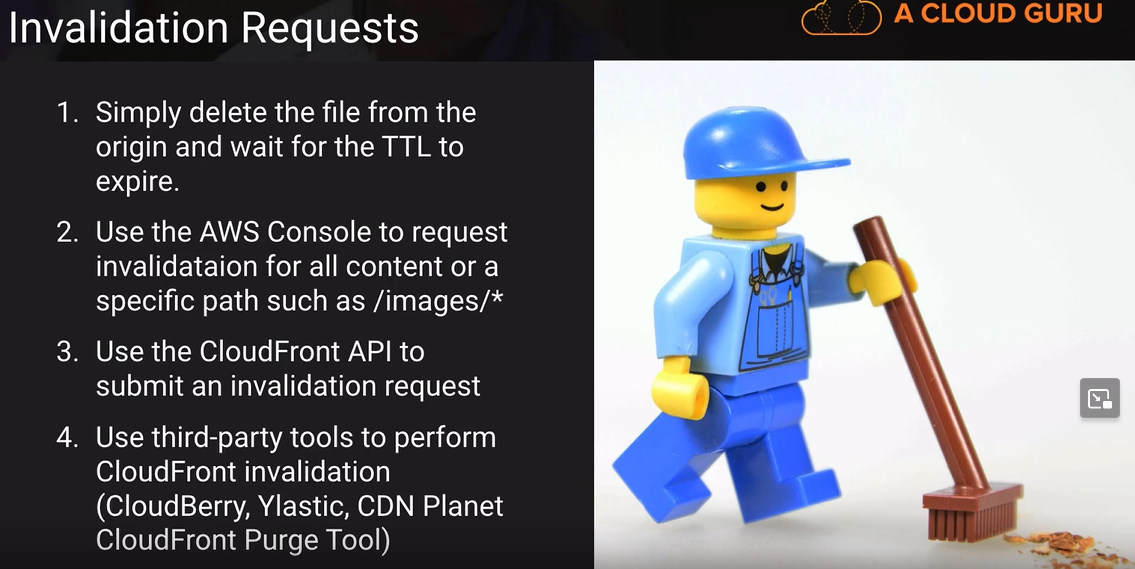 Invalidation Requests
A CLOUD GURU
1. Simply delete the file from the
origin and wait for the TTL to
expire.
2. Use the AWS Console to request
invalidataion for all content or a
specific path such as /images/*
3. Use the CloudFront API to
submit an invalidation request
4. Use third-party tools to perform
CloudFront invalidation
(CloudBerry, Ylastic, CDN Planet
CloudFront Purge Tool)